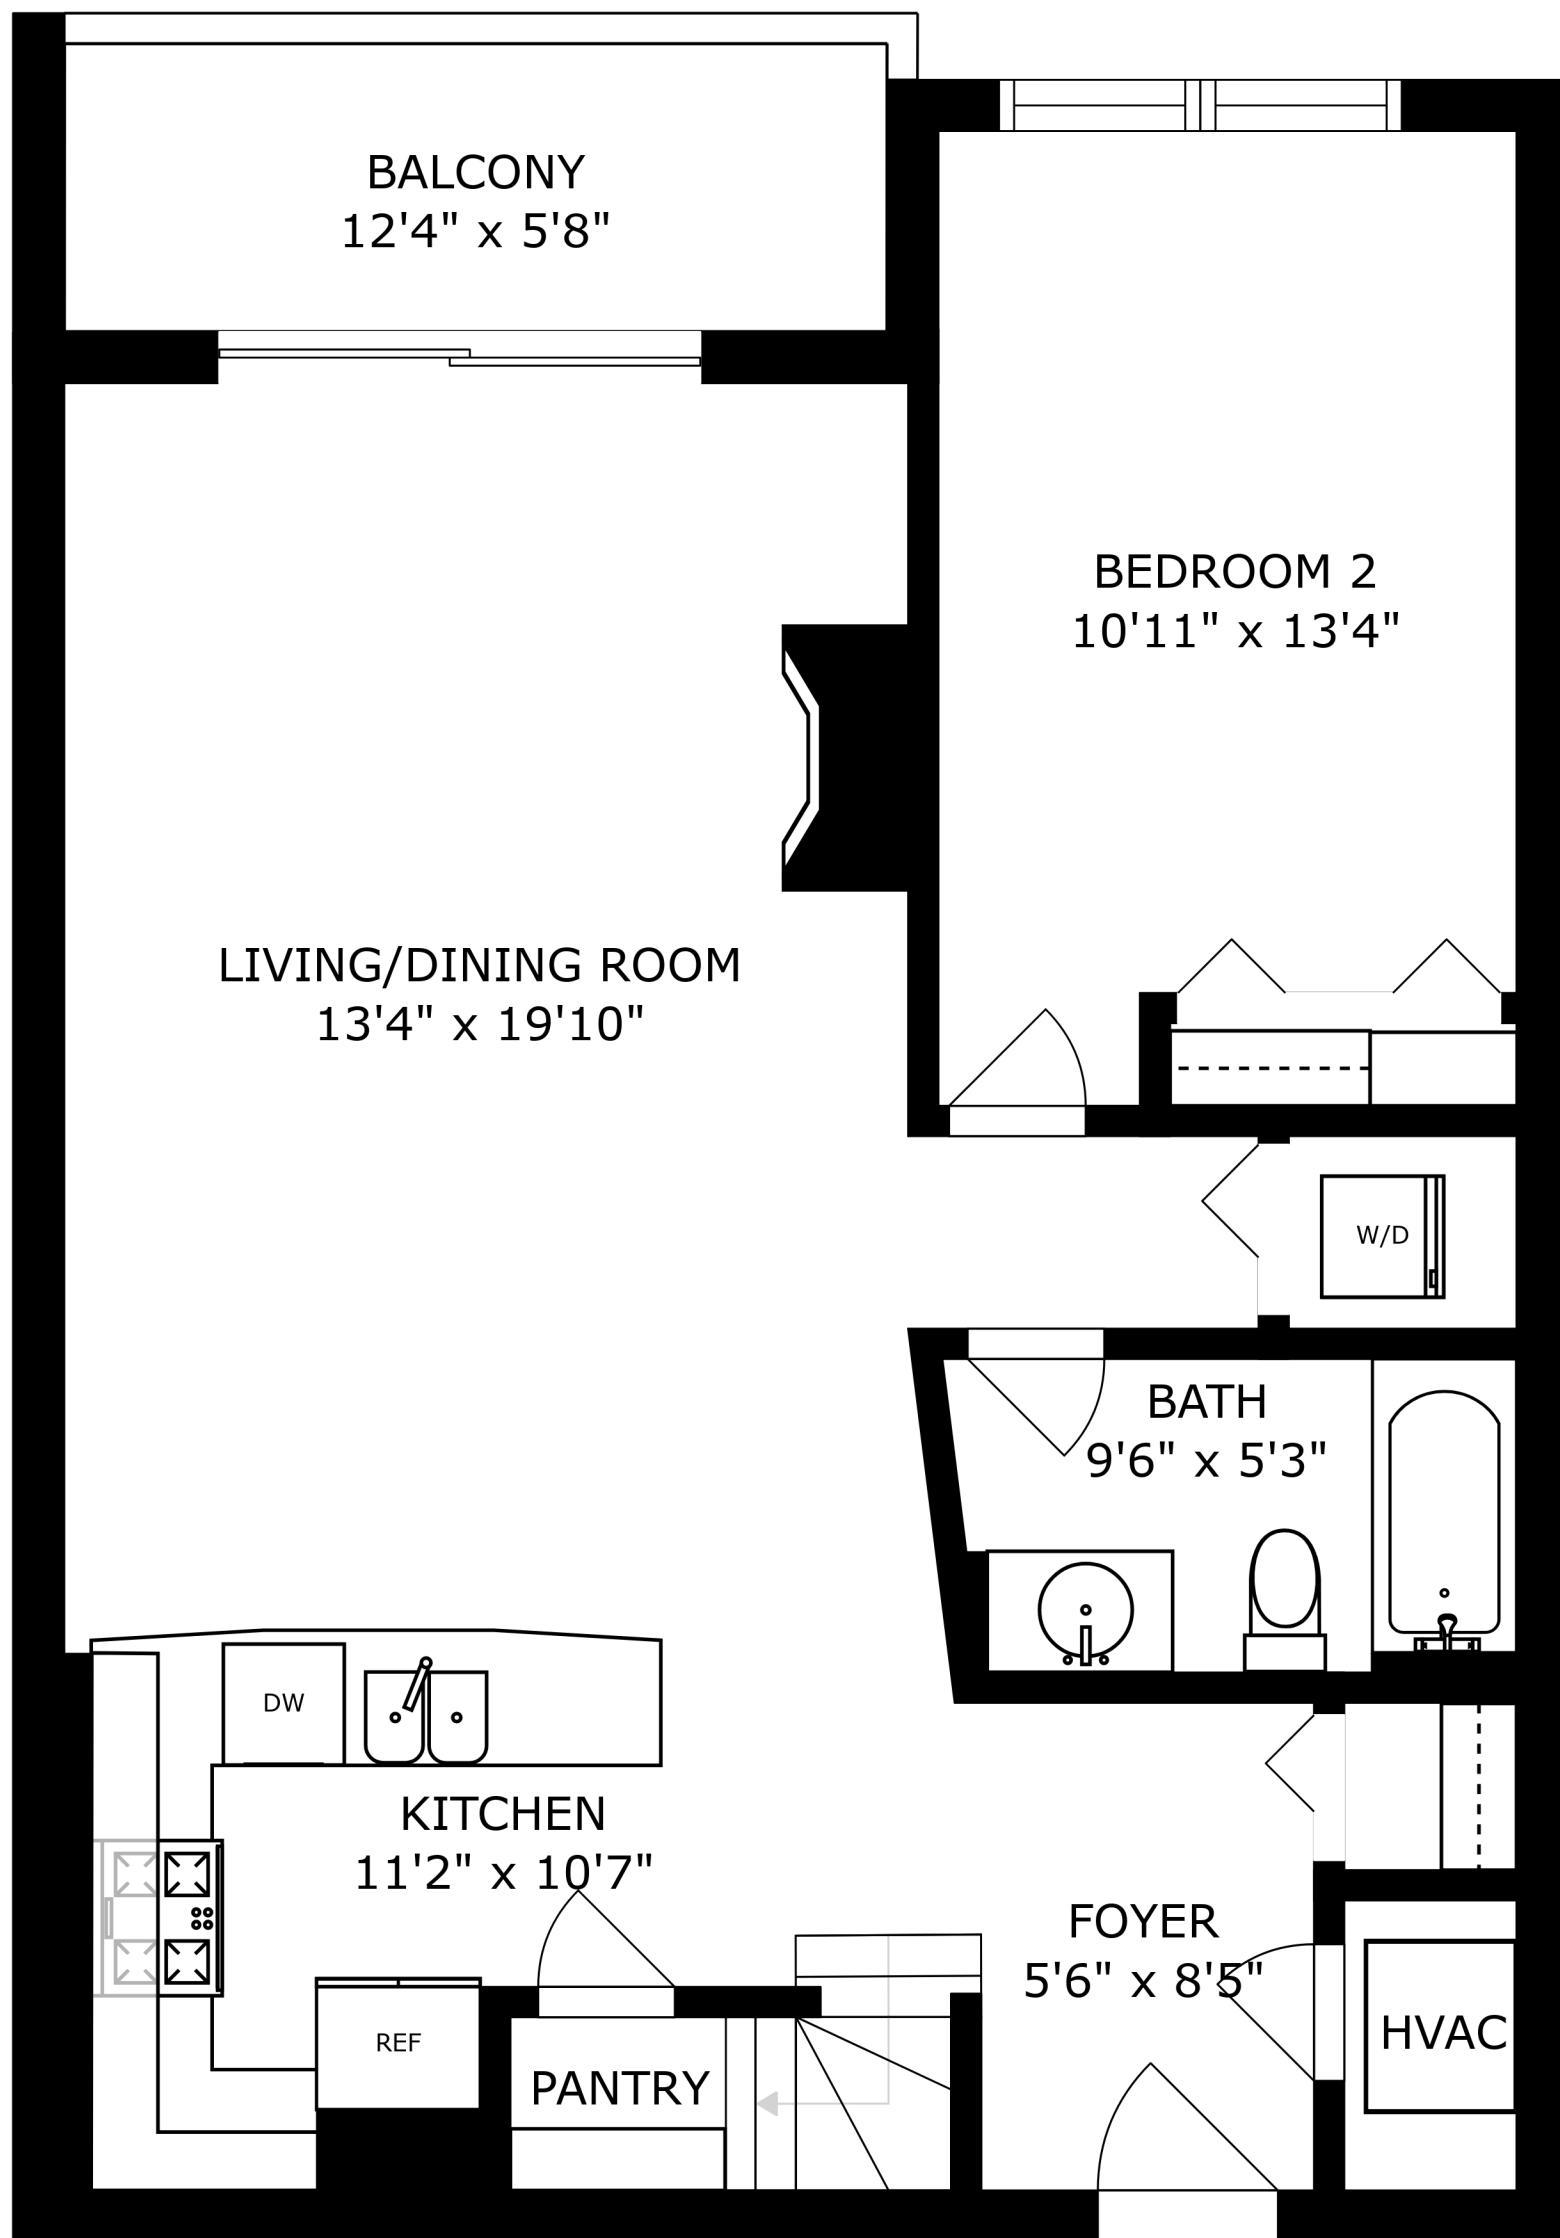 BALCONY
12'4" x 5'8"
BEDROOM 2
10'11" x 13'4"
LIVING/DINING ROOM
13'4" x 19'10"
W/D
BATH
9'6" x 5'3"
DW
KITCHEN
11'2" x 10'7"
FOYER
5'6" x 8'5"
HVAC
REF
PANTRY